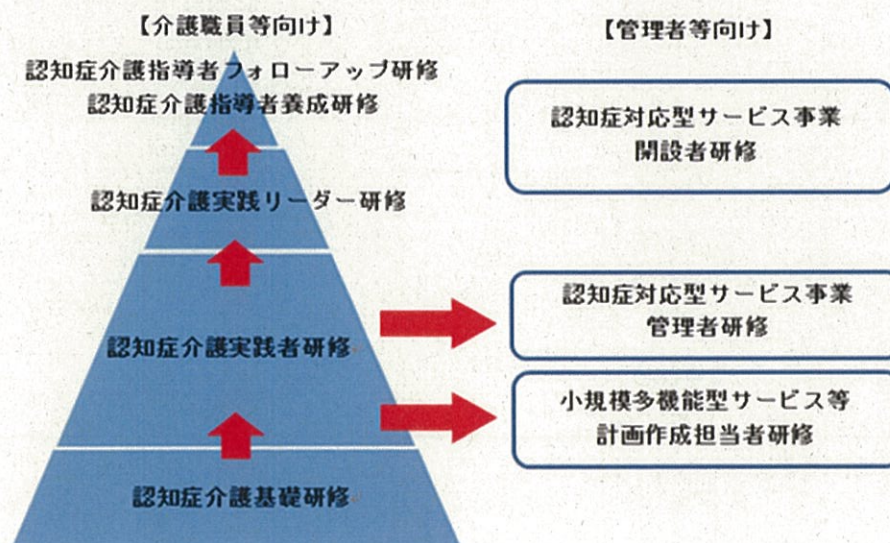 【介護職員等向け】
認知症介護指導者フォローアップ研修
認知症介護指導者養成研修
認知症介護実践リーダー研修
認知症介護実践者研修
認知症介護基礎研修
【管理者等向け】
認知症対応型サービス事業
開設者研修
認知症対応型サービス事業
管理者研修
小規模多機能型サービス等
計画作成担当者研修